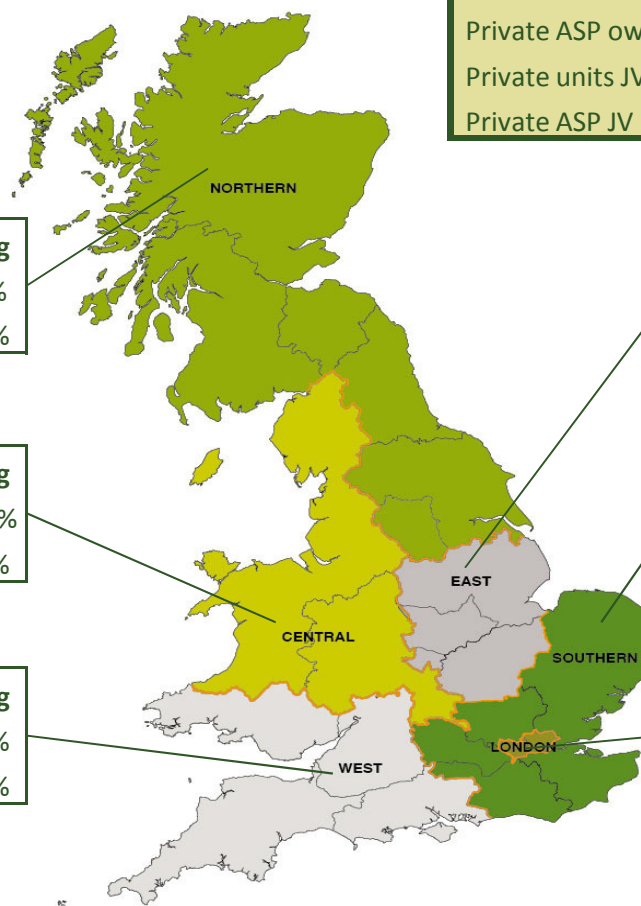 Private ASP ow
Private units JV
Private ASP JV
NORTHERN
g
%
%
g
%
%
EAST
CENTRAL
SOUTHERN
g
%
%
LONDON
WEST